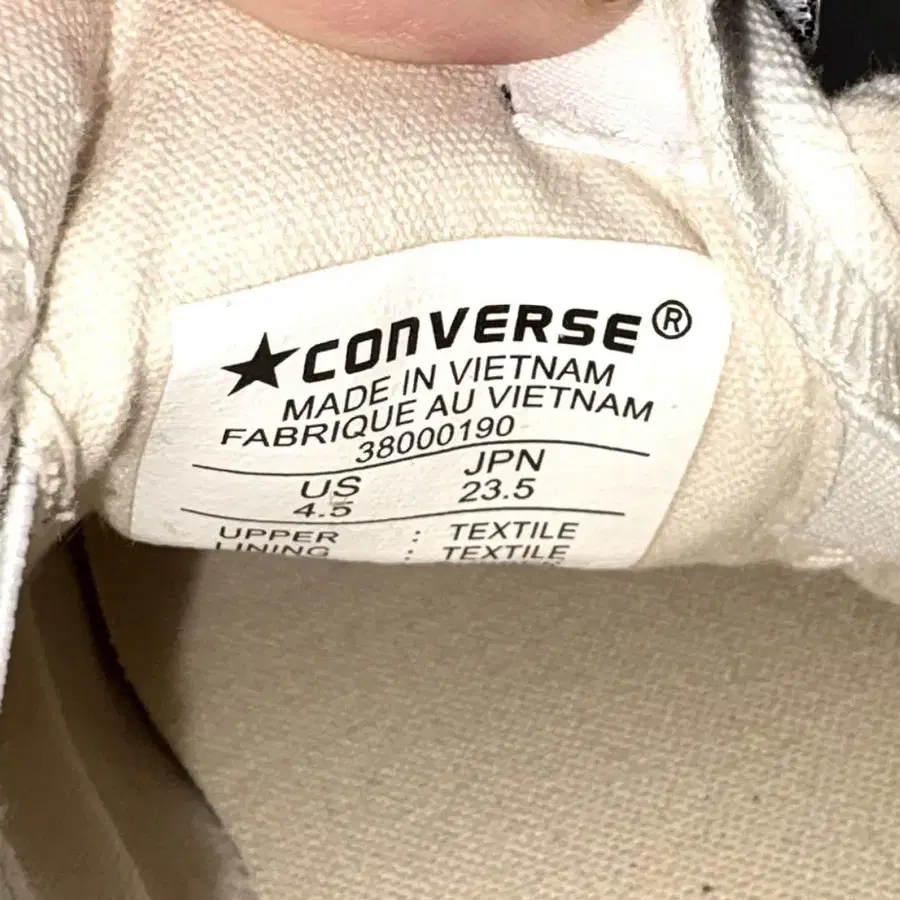 ★CONVERSE®
MADE IN VIETNAM
FABRIQUE AU VIETNAM
38000190
US JPN
4.5 23.5
UPPER : TEXTILE
LINING : TEXTILE